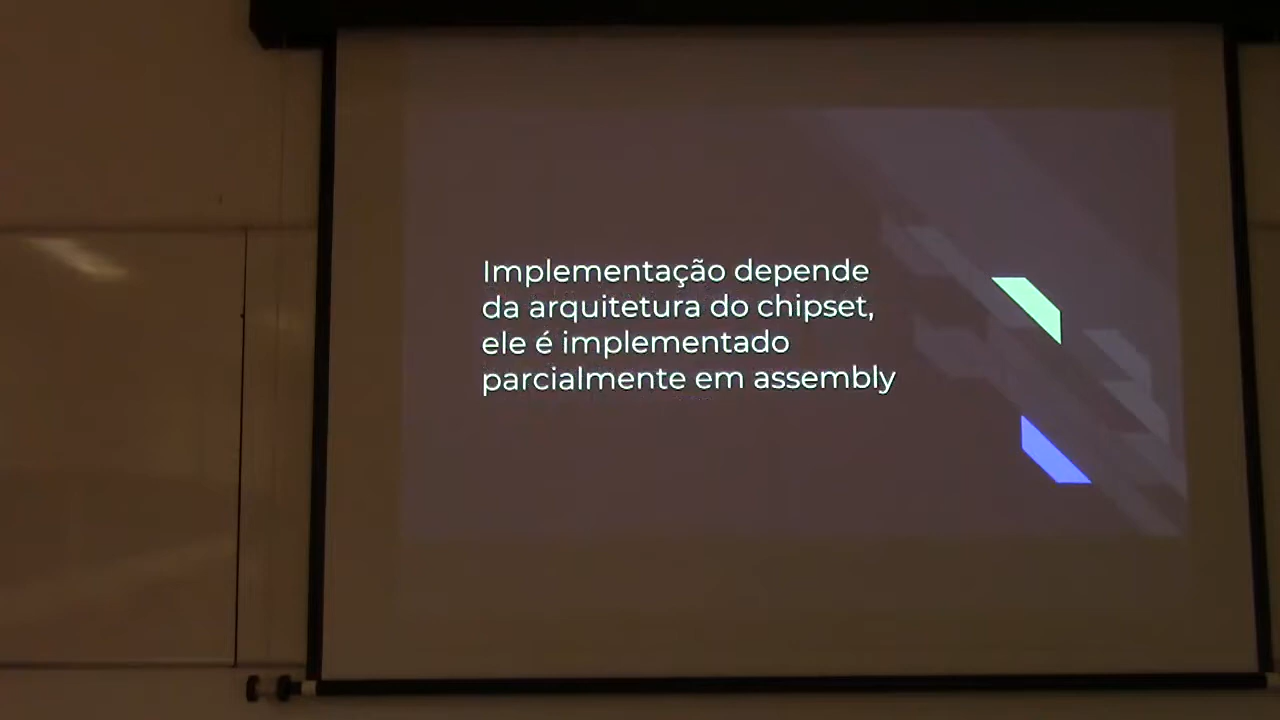 Implementação depende
da arquitetura do chipset,
ele é implementado
parcialmente em assembly